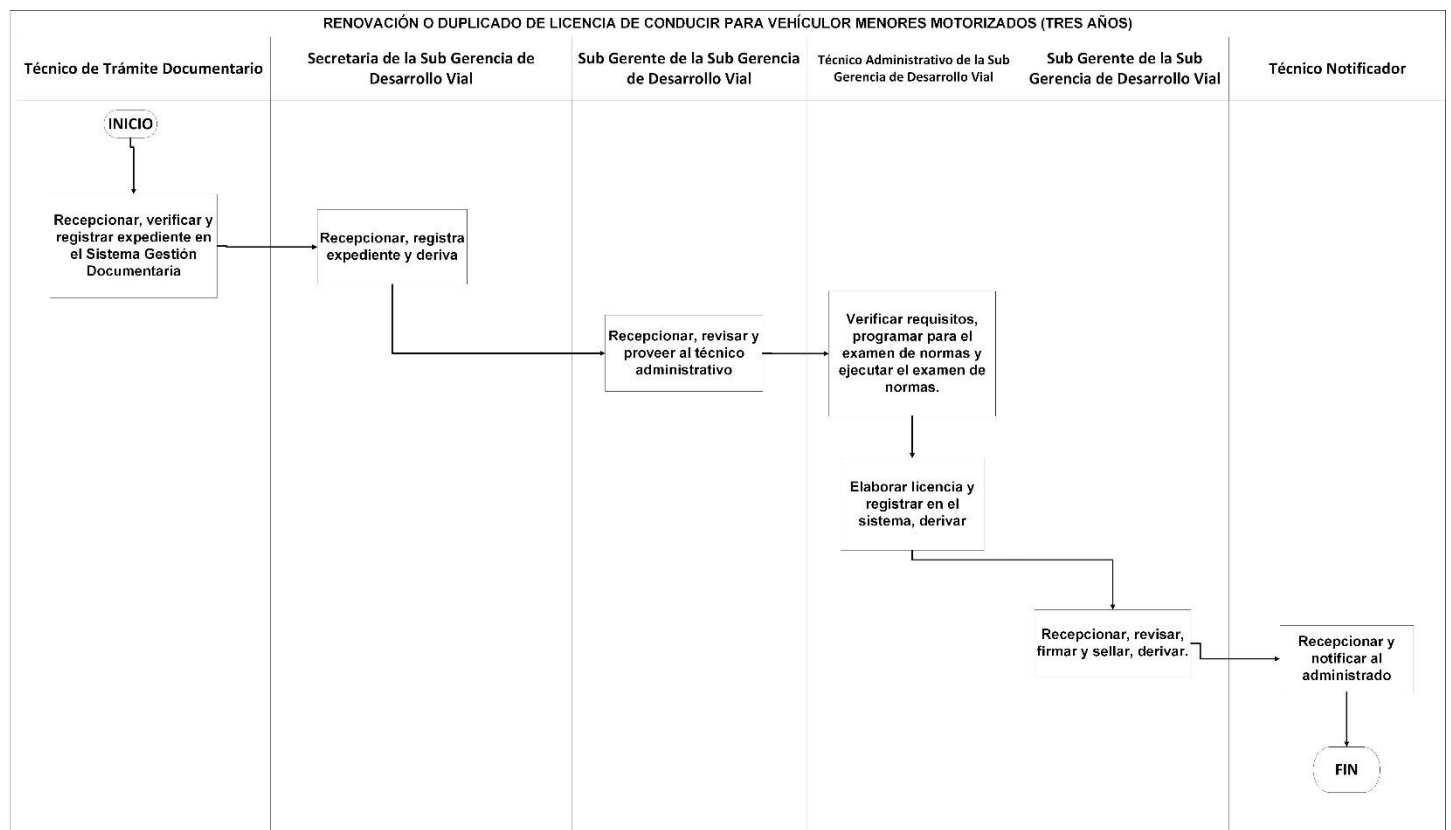 RENOVACIÓN O DUPLICADO DE LICENCIA DE CONDUCIR PARA VEHÍCULOR MENORES MOTORIZADOS (TRES AÑOS)
Técnico de Trámite Documentario
Secretaria de la Sub Gerencia de
Desarrollo Vial
Sub Gerente de la Sub Gerencia
de Desarrollo Vial
Técnico Administrativo de la Sub
Gerencia de Desarrollo Vial
Sub Gerente de la Sub
Gerencia de Desarrollo Vial
Técnico Notificador
INICIO
Recepcionar, verificar y
registrar expediente en
el Sistema Gestión
Documentaria
Recepcionar, registra
expediente y deriva
Recepcionar, revisar y
proveer al técnico
administrativo
Verificar requisitos,
programar para el
examen de normas y
ejecutar el examen de
normas.
Elaborar licencia y
registrar en el
sistema, derivar
Recepcionar, revisar,
firmar y sellar, derivar.
Recepcionar y
notificar al
administrado
FIN